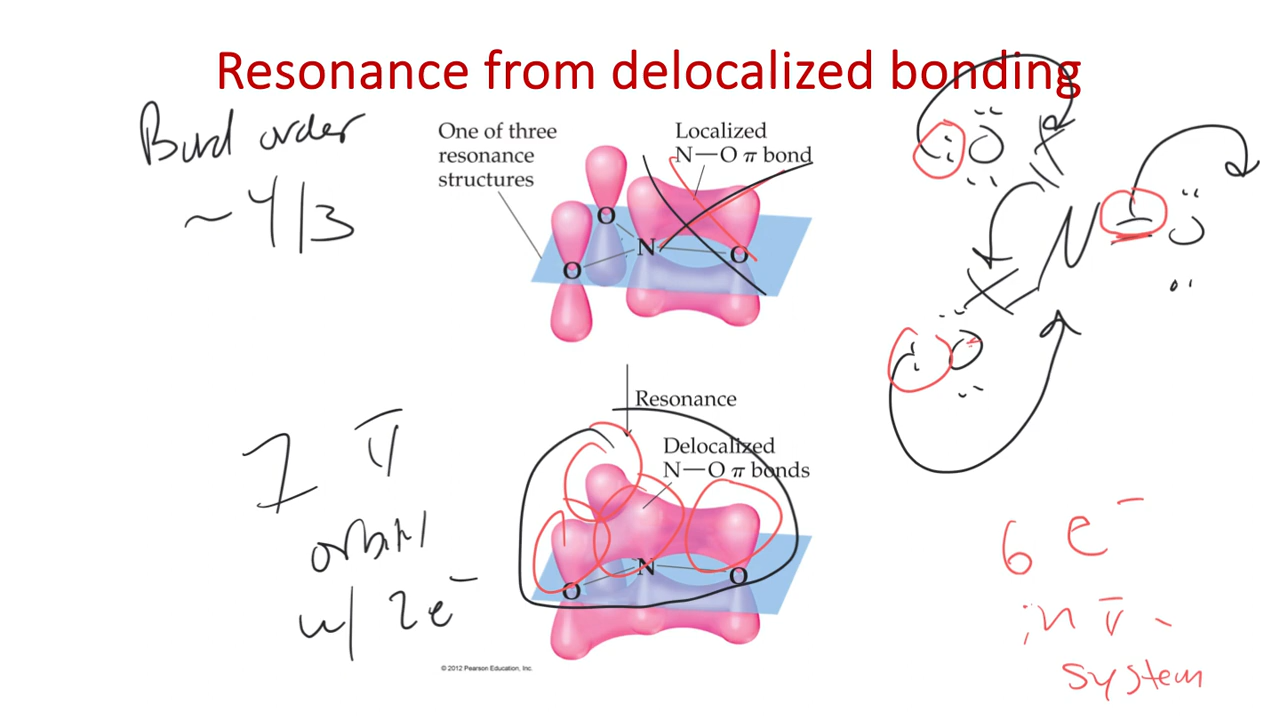 Resonance from delocalized bonding
Bond order
~ 4/3
One of three
resonance
structures
Localized
N—O π bond
O
N
O
O
Ö
N
O
O
Resonance
Delocalized
N—O π bonds
O
N
O
1 π
orbital
w/ 2e⁻
6 e⁻
in π -
system
© 2012 Pearson Education, Inc.